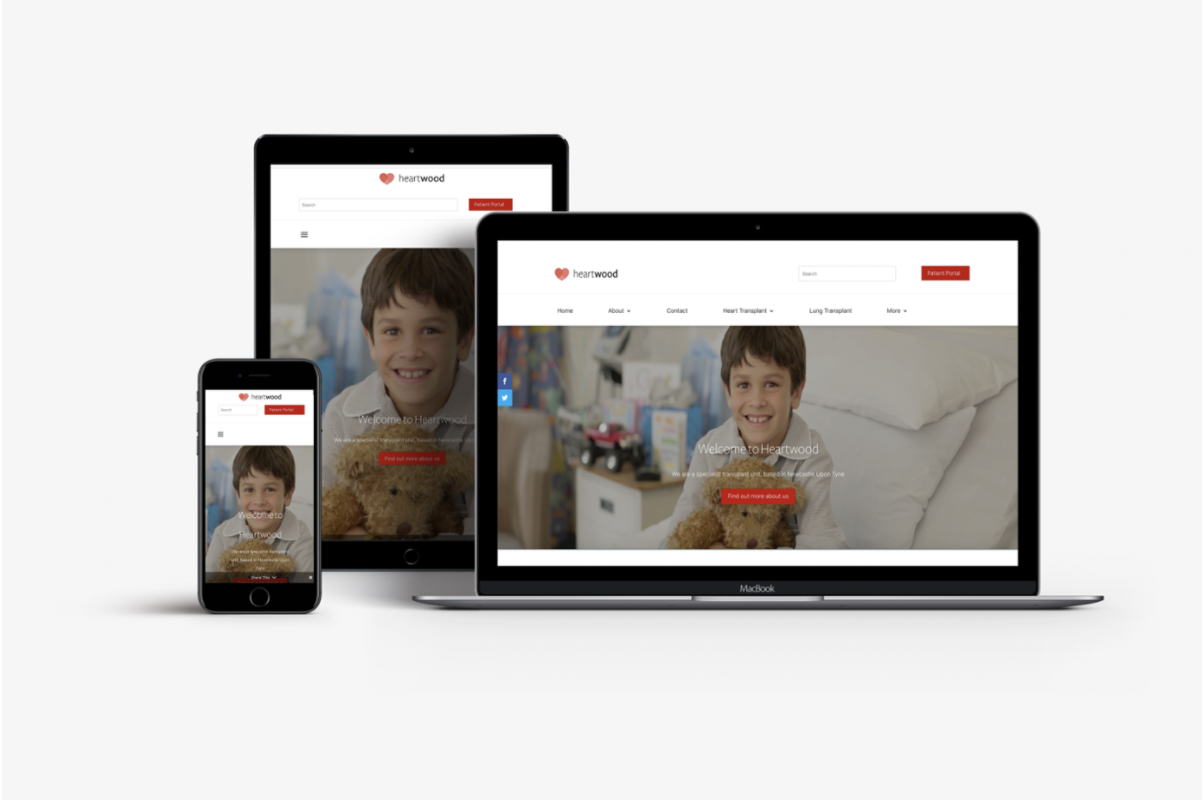 heartwood
Search
Patient Portal
Welcome to Heartwood
We are a specialist transplant unit, based in Newcastle Upon
Find out more about us
heartwood
Search
Patient Portal
Home
About
Contact
Heart Transplant
Lung Transplant
More
f
Welcome to Heartwood
We are a specialist transplant unit, based in Newcastle Upon Tyne
Find out more about us
MacBook
heartwood
Search
Patient Portal
Welcome to
Heartwood
We are a specialist transplant
unit, based in Newcastle Upon
Tyne
Share This